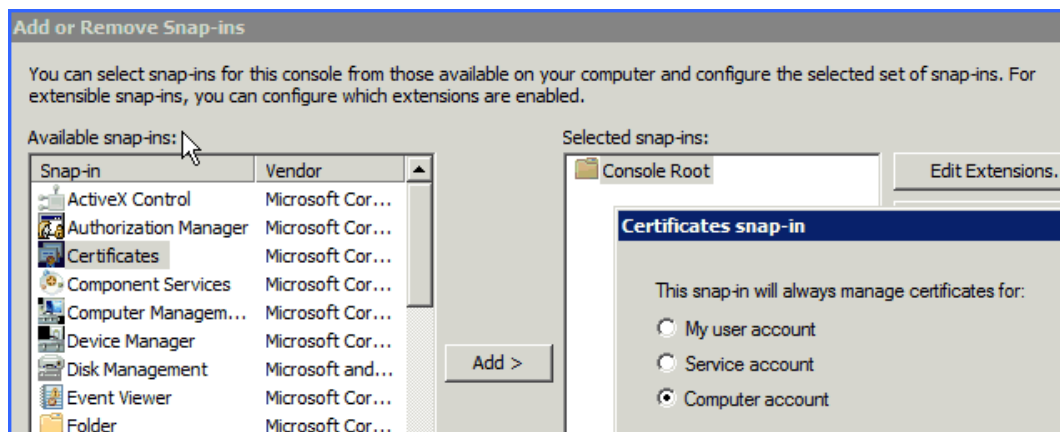 Add or Remove Snap-ins
You can select snap-ins for this console from those available on your computer and configure the selected set of snap-ins. For
extensible snap-ins, you can configure which extensions are enabled.
Available snap-ins:
Snap-in Vendor
ActiveX Control Microsoft Cor...
Authorization Manager Microsoft Cor...
Certificates Microsoft Cor...
Component Services Microsoft Cor...
Computer Managem... Microsoft Cor...
Device Manager Microsoft Cor...
Disk Management Microsoft and...
Event Viewer Microsoft Cor...
Folder Microsoft Cor...
Add >
Selected snap-ins:
Console Root
Edit Extensions.
Certificates snap-in
This snap-in will always manage certificates for:
My user account
Service account
Computer account